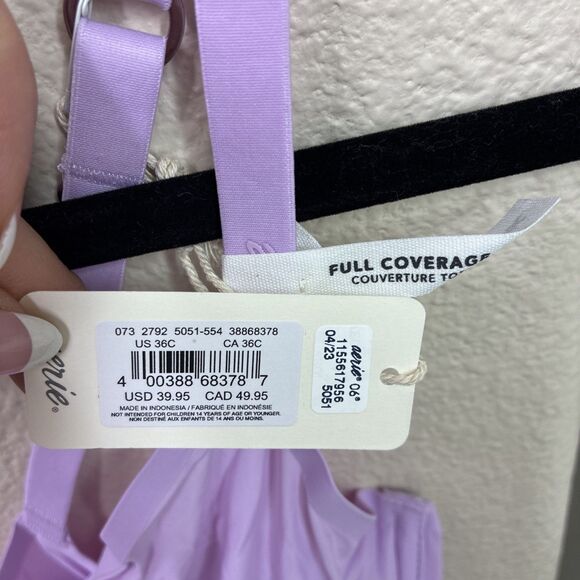 FULL COVERAGE
COUVERTURE
erie®
073 2792 5051-554 38868378
US 36C CA 36C
4 00388 68378 7
USD 39.95 CAD 49.95
MADE IN INDONESIA / FABRIQUÉ EN INDONÉSIE
NOT INTENDED FOR CHILDREN 14 YEARS OF AGE OR YOUNGER.
NON DESTINÉ AUX ENFANTS DE 14 ANS OU MOINS.
aerie® 06®
1155617956
04/23 5051